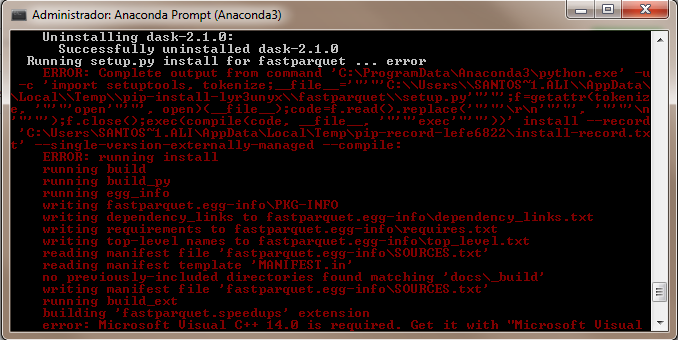 Administrador: Anaconda Prompt (Anaconda3)
Uninstalling dask-2.1.0:
Successfully uninstalled dask-2.1.0
Running setup.py install for fastparquet ... error
ERROR: Complete output from command 'C:\ProgramData\Anaconda3\python.exe' -u
-c 'import setuptools, tokenize;__file__='"'"'C:\\Users\\SANTOS~1.ALI\\AppData\
\Local\\Temp\\pip-install-lyr3unyx\\fastparquet\\setup.py'"'"';f=getattr(tokeniz
e, '"'"'open'"'"', open)(__file__);code=f.read().replace('"'"'\r\n'"'"', '"'"'\n
'"'"');f.close();exec(compile(code, __file__, '"'"'exec'"'"'))' install --record
'C:\Users\SANTOS~1.ALI\AppData\Local\Temp\pip-record-lefe6822\install-record.tx
t' --single-version-externally-managed --compile:
ERROR: running install
running build
running build_py
running egg_info
writing fastparquet.egg-info\PKG-INFO
writing dependency_links to fastparquet.egg-info\dependency_links.txt
writing requirements to fastparquet.egg-info\requires.txt
writing top-level names to fastparquet.egg-info\top_level.txt
reading manifest file 'fastparquet.egg-info\SOURCES.txt'
reading manifest template 'MANIFEST.in'
no previously-included directories found matching 'docs\_build'
writing manifest file 'fastparquet.egg-info\SOURCES.txt'
running build_ext
building 'fastparquet.speedups' extension
error: Microsoft Visual C++ 14.0 is required. Get it with "Microsoft Visual